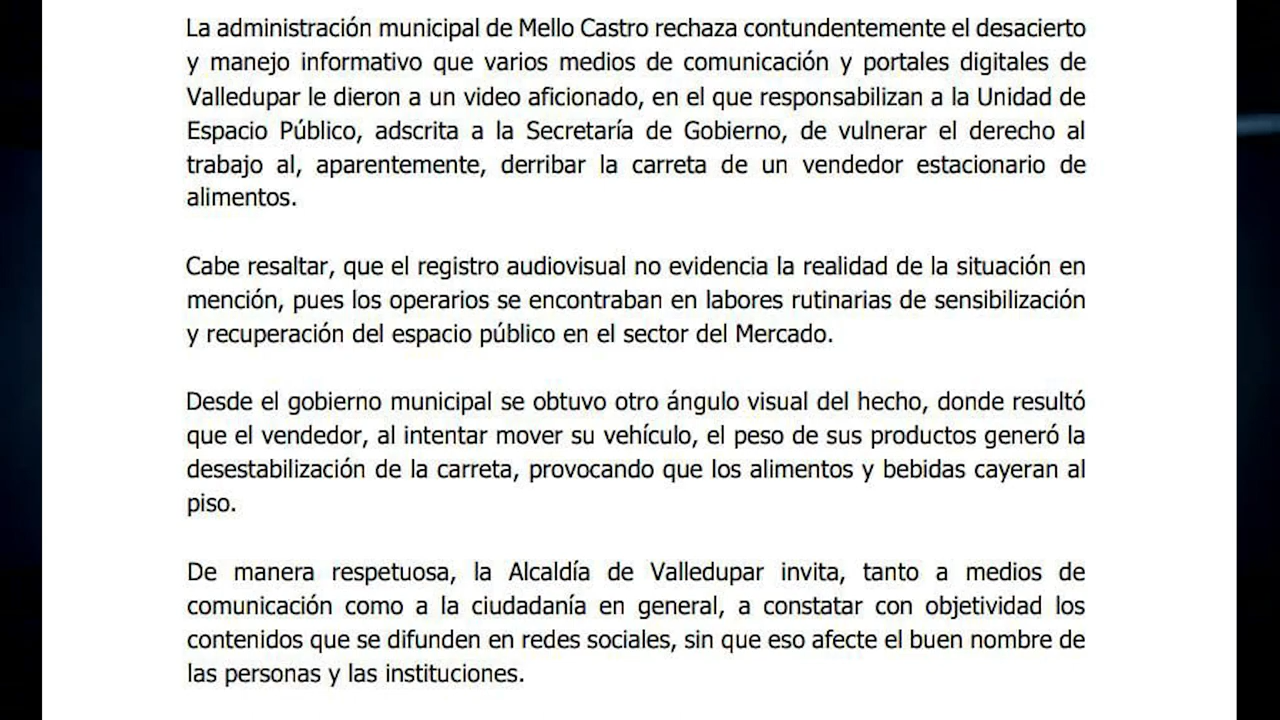 La administración municipal de Mello Castro rechaza contundentemente el desacierto
y manejo informativo que varios medios de comunicación y portales digitales de
Valledupar le dieron a un video aficionado, en el que responsabilizan a la Unidad de
Espacio Público, adscrita a la Secretaría de Gobierno, de vulnerar el derecho al
trabajo al, aparentemente, derribar la carreta de un vendedor estacionario de
alimentos.
Cabe resaltar, que el registro audiovisual no evidencia la realidad de la situación en
mención, pues los operarios se encontraban en labores rutinarias de sensibilización
y recuperación del espacio público en el sector del Mercado.
Desde el gobierno municipal se obtuvo otro ángulo visual del hecho, donde resultó
que el vendedor, al intentar mover su vehículo, el peso de sus productos generó la
desestabilización de la carreta, provocando que los alimentos y bebidas cayeran al
piso.
De manera respetuosa, la Alcaldía de Valledupar invita, tanto a medios de
comunicación como a la ciudadanía en general, a constatar con objetividad los
contenidos que se difunden en redes sociales, sin que eso afecte el buen nombre de
las personas y las instituciones.